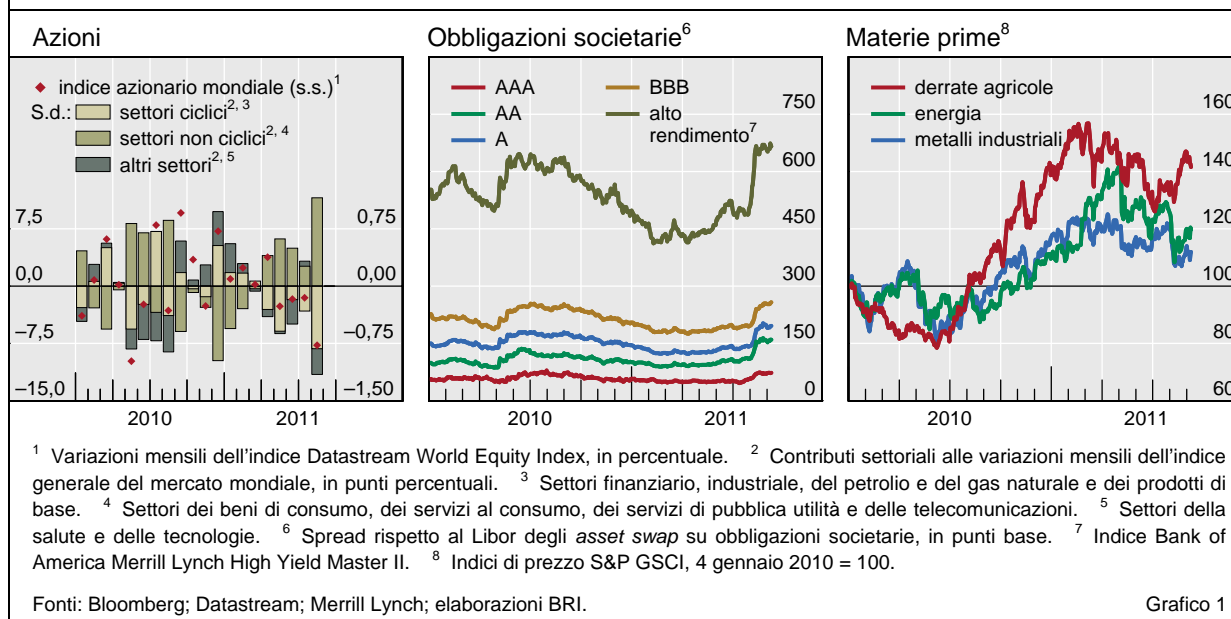 Azioni
Obbligazioni societarie⁶
Materie prime⁸
indice azionario mondiale (s.s.)¹
S.d.:
settori ciclici²˒ ³
settori non ciclici²˒ ⁴
altri settori²˒ ⁵
7,5
0,0
–7,5
–15,0
0,75
0,00
–0,75
–1,50
2010
2011
AAA
AA
A
BBB
alto
rendimento⁷
750
600
450
300
150
0
2010
2011
derrate agricole
energia
metalli industriali
160
140
120
100
80
60
2010
2011
¹ Variazioni mensili dell’indice Datastream World Equity Index, in percentuale. ² Contributi settoriali alle variazioni mensili dell’indice
generale del mercato mondiale, in punti percentuali. ³ Settori finanziario, industriale, del petrolio e del gas naturale e dei prodotti di
base. ⁴ Settori dei beni di consumo, dei servizi al consumo, dei servizi di pubblica utilità e delle telecomunicazioni. ⁵ Settori della
salute e delle tecnologie. ⁶ Spread rispetto al Libor degli asset swap su obbligazioni societarie, in punti base. ⁷ Indice Bank of
America Merrill Lynch High Yield Master II. ⁸ Indici di prezzo S&P GSCI, 4 gennaio 2010 = 100.
Fonti: Bloomberg; Datastream; Merrill Lynch; elaborazioni BRI.
Grafico 1